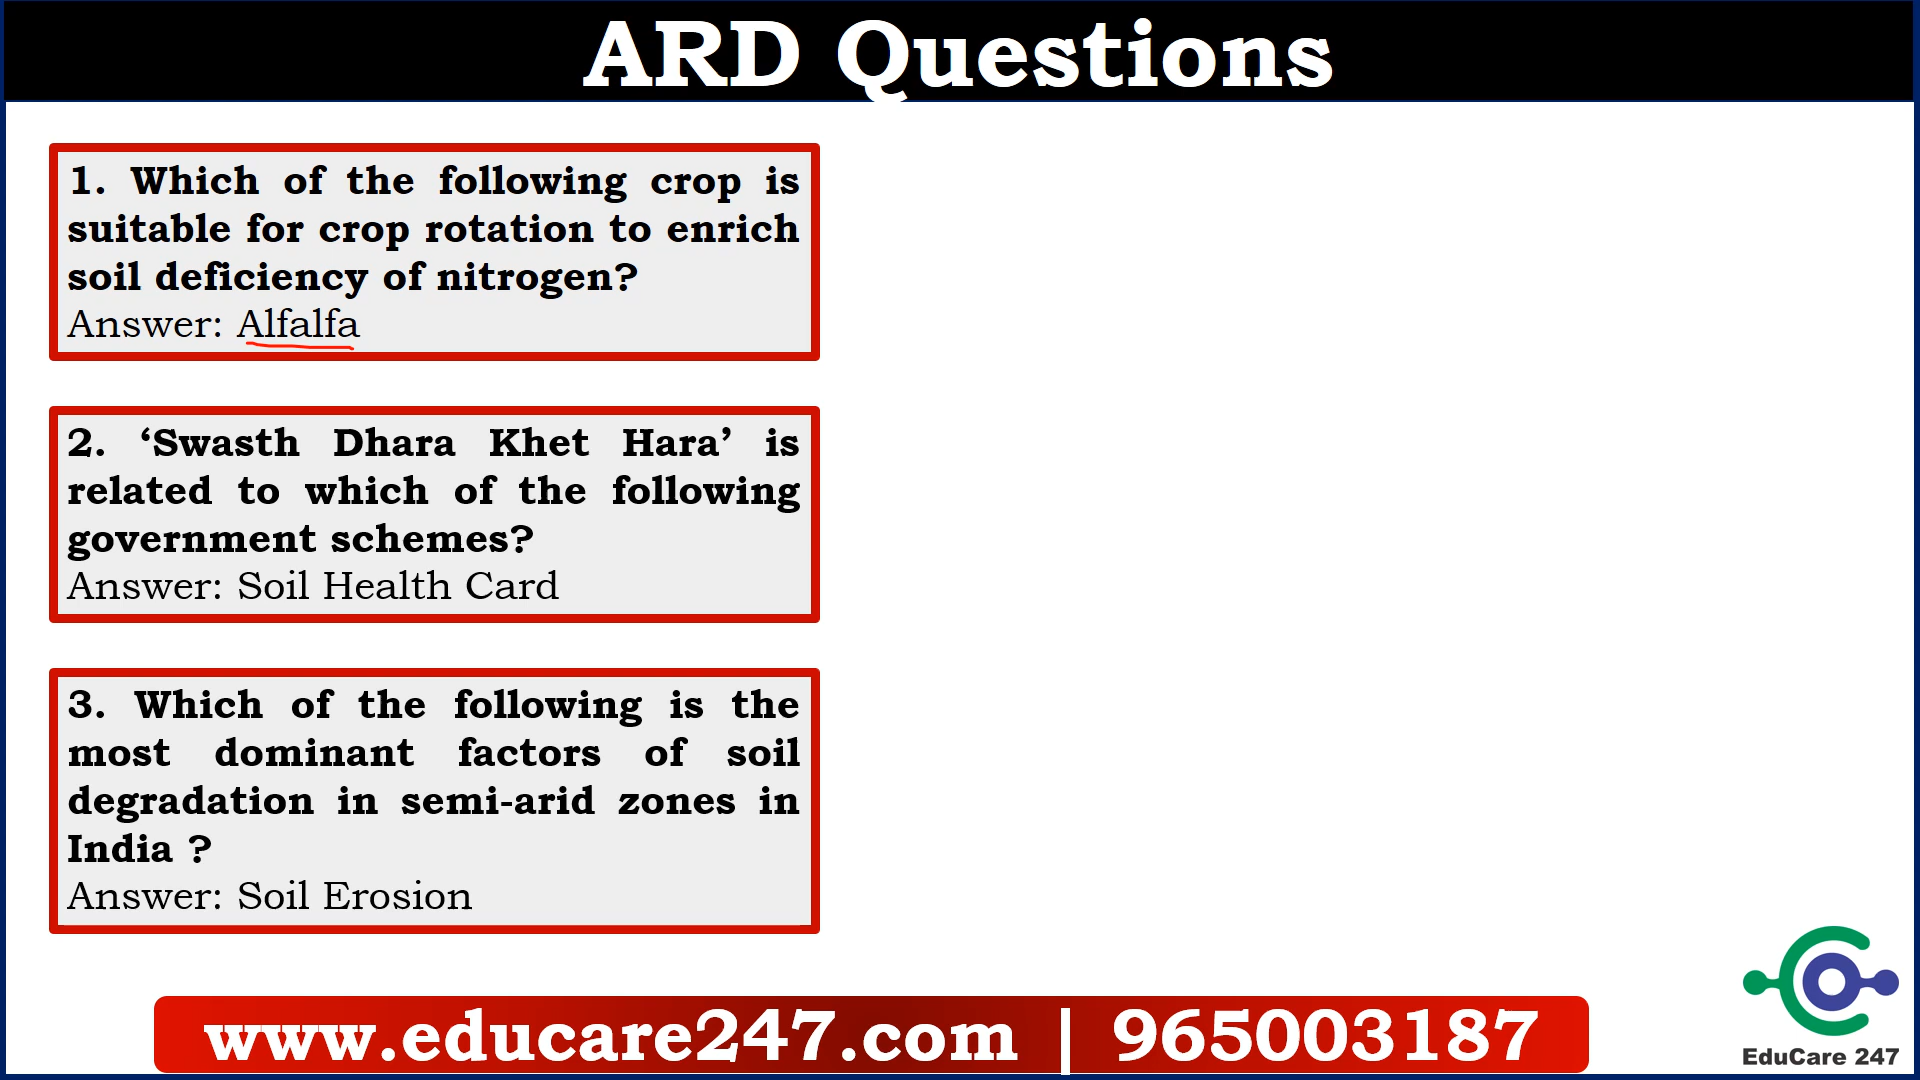 ARD Questions
1. Which of the following crop is
suitable for crop rotation to enrich
soil deficiency of nitrogen?
Answer: Alfalfa
2. ‘Swasth Dhara Khet Hara’ is
related to which of the following
government schemes?
Answer: Soil Health Card
3. Which of the following is the
most dominant factors of soil
degradation in semi-arid zones in
India ?
Answer: Soil Erosion
www.educare247.com | 965003187
EduCare 247